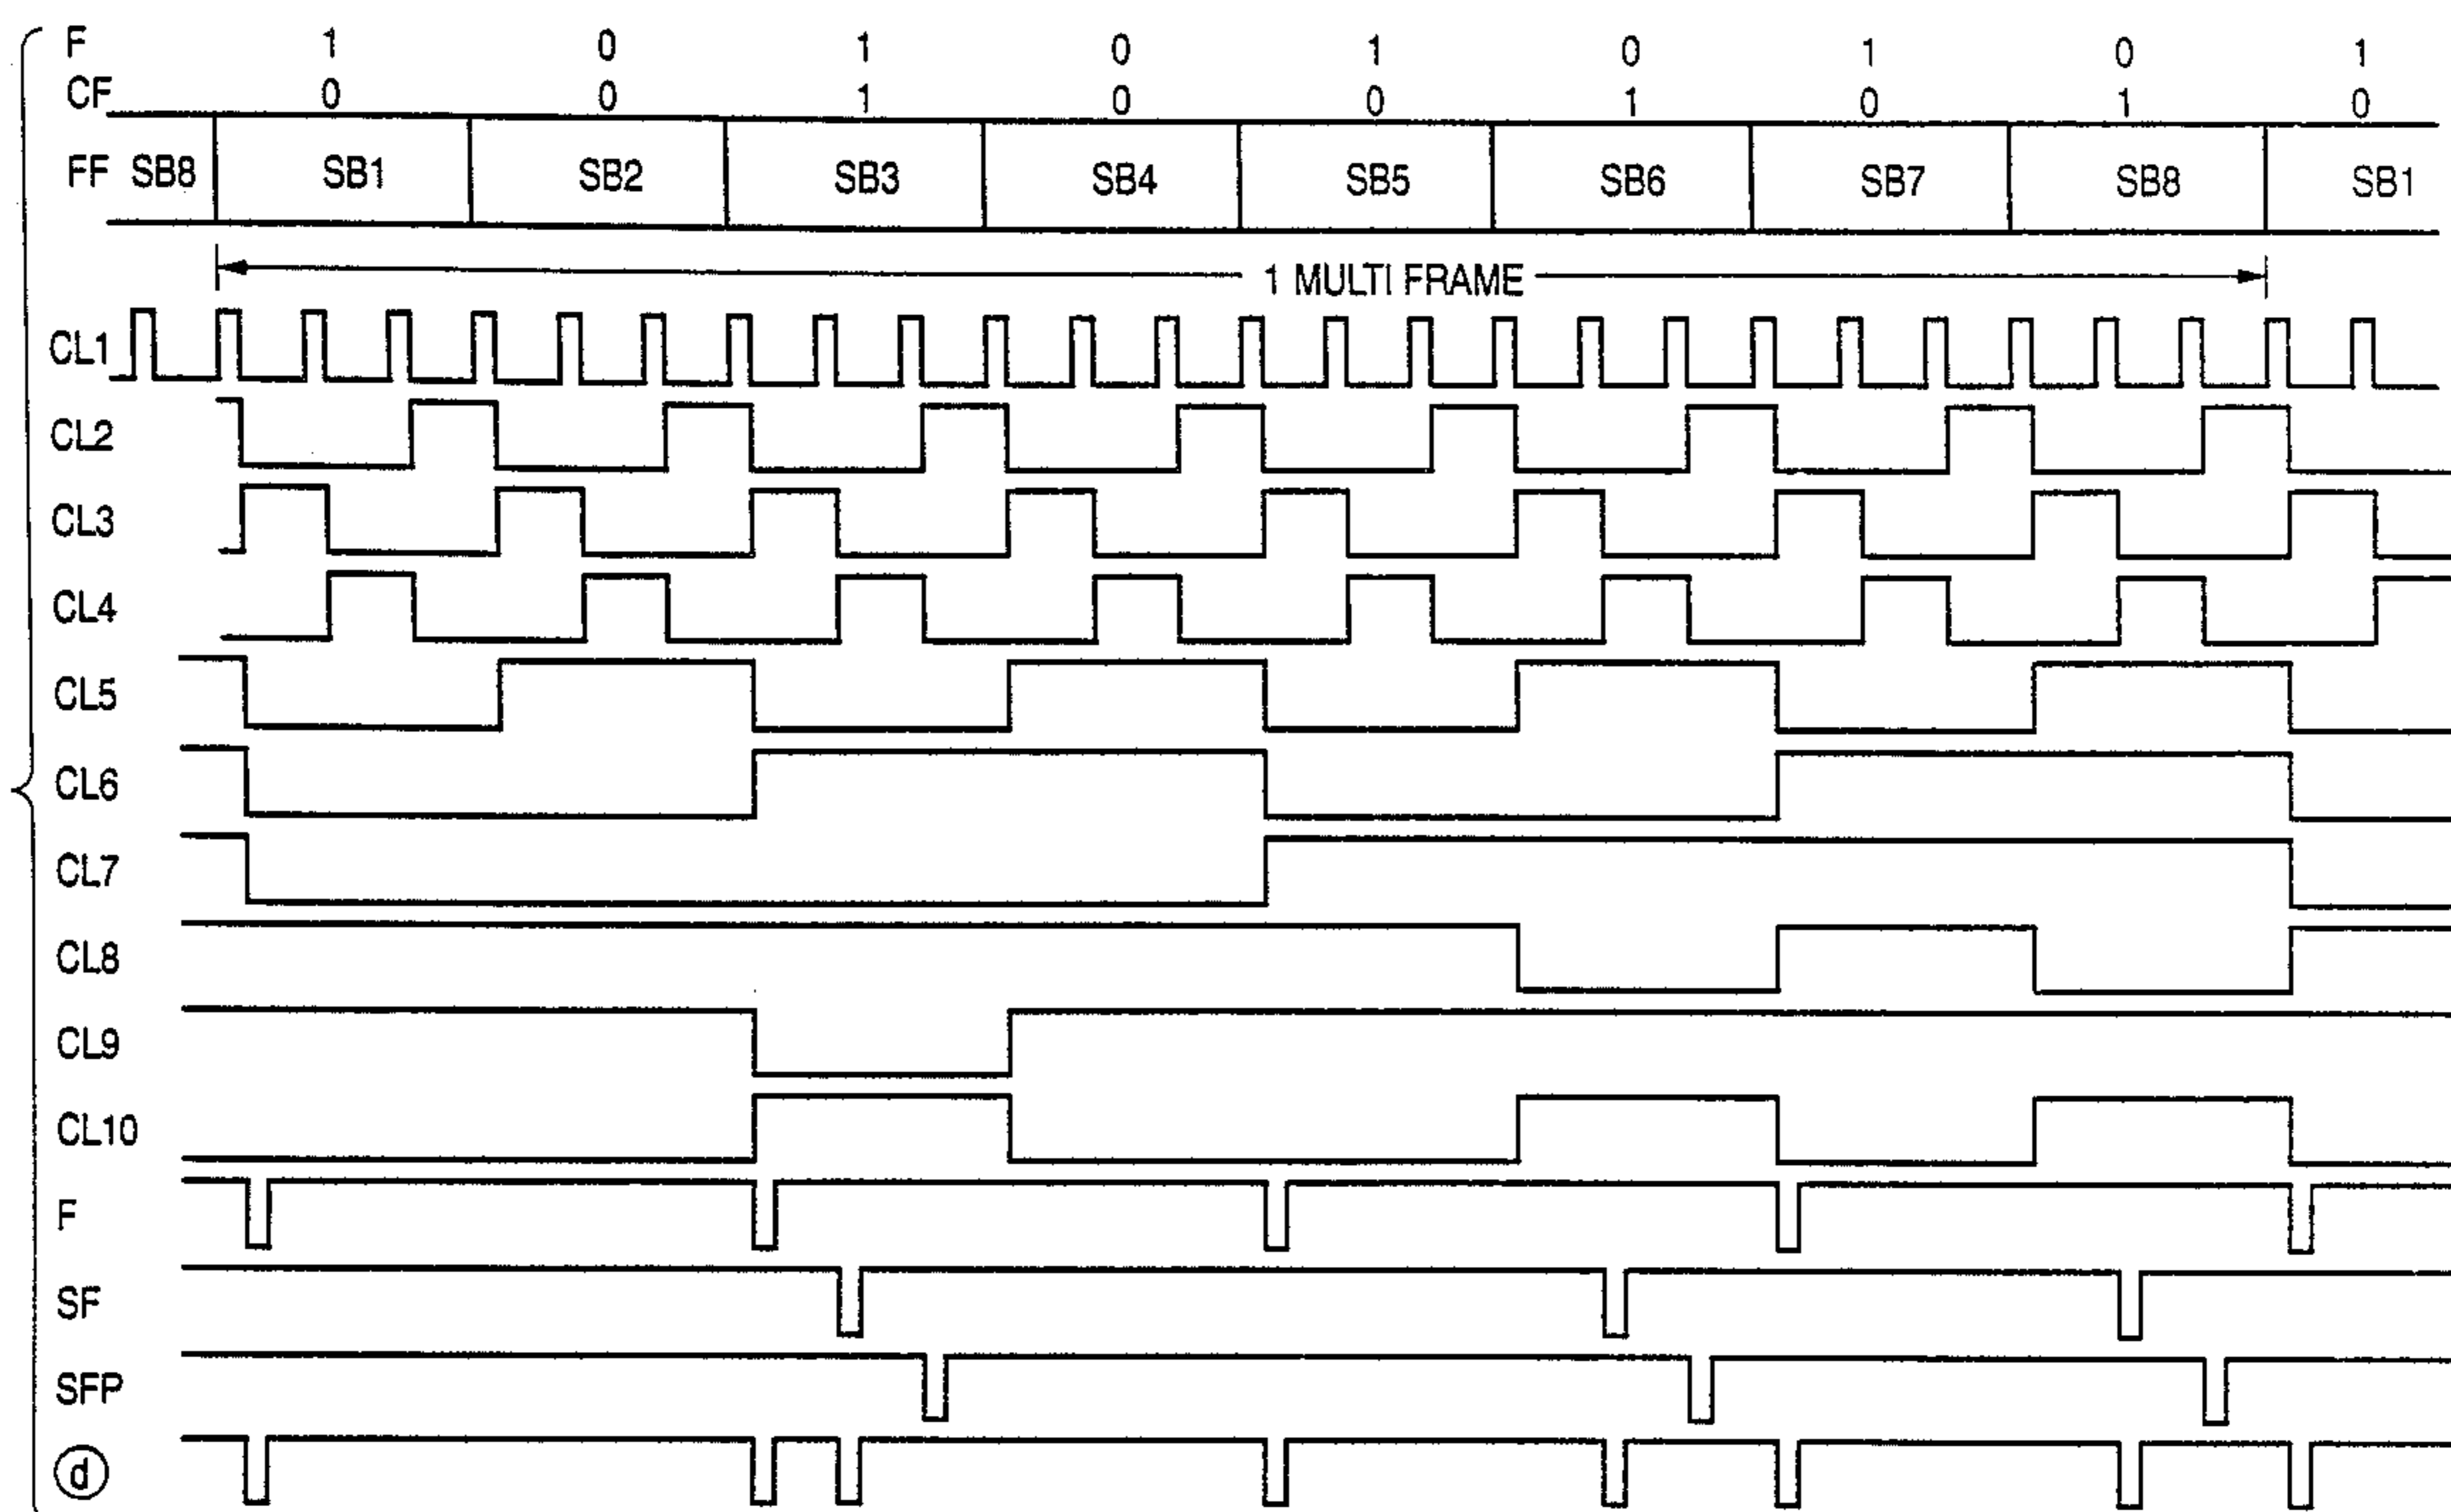 F 1 0 1 0 1 0 1 0 1
CF 0 0 1 0 0 1 0 1 0
FF SB8 SB1 SB2 SB3 SB4 SB5 SB6 SB7 SB8 SB1
1 MULTI FRAME
CL1
CL2
CL3
CL4
CL5
CL6
CL7
CL8
CL9
CL10
F
SF
SFP
d